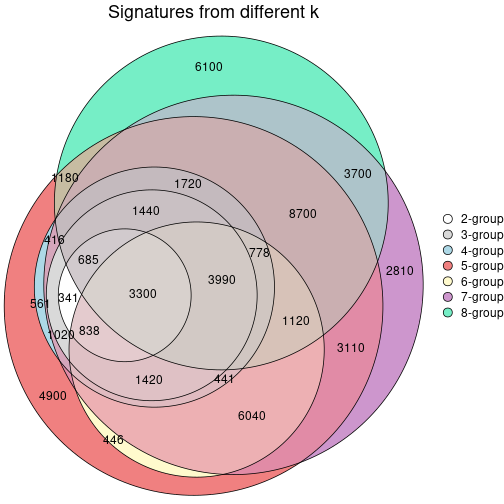 Signatures from different k
6100
1180
3700
1720
1440
8700
416
778
685
2810
3990
341
3300
561
1120
1020
838
3110
1420
441
4900
6040
446
2-group
3-group
4-group
5-group
6-group
7-group
8-group